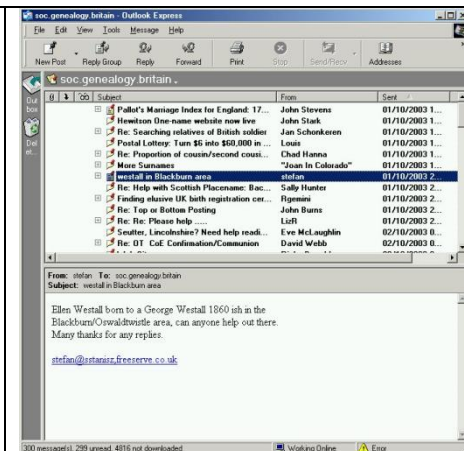 soc.genealogy.britain - Outlook Express
File Edit View Tools Message Help
New Post Reply Group Reply Forward Print Stop Send/Recv Addresses
soc.genealogy.britain
Subject From Sent
Pallot's Marriage Index for England: 17... John Stevens 01/10/2003 1...
Hewitson One-name website now live John Stark 01/10/2003 1...
Re: Searching relatives of British soldier Jan Schonkeren 01/10/2003 1...
Postal Lottery: Turn $6 into $60,000 in ... Louis 01/10/2003 1...
Re: Proportion of cousin/second cousi... Chad Hanna 01/10/2003 1...
More Surnames "Joan In Colorado" 01/10/2003 1...
westall in Blackburn area stefan 01/10/2003 2...
Re: Help with Scottish Placename: Bac... Sally Hunter 01/10/2003 2...
Finding elusive UK birth registration cer... Rgemini 01/10/2003 2...
Re: Top or Bottom Posting John Burns 01/10/2003 2...
Re: Re: Please help ..... LizR 01/10/2003 2...
Seutter, Lincolnshire? Need help readi... Eve McLaughlin 02/10/2003 0...
Re: OT CoE Confirmation/Communion David Webb 02/10/2003 0...
Out
box
Del
et...
From: stefan To: soc.genealogy.britain
Subject: westall in Blackburn area
Ellen Westall born to a George Westall 1860 ish in the
Blackburn/Oswaldtwistle area, can anyone help out there.
Many thanks for any replies.
stefan@sstanisz,freeserve.co.uk
300 message(s), 299 unread, 4816 not downloaded Working Online Error